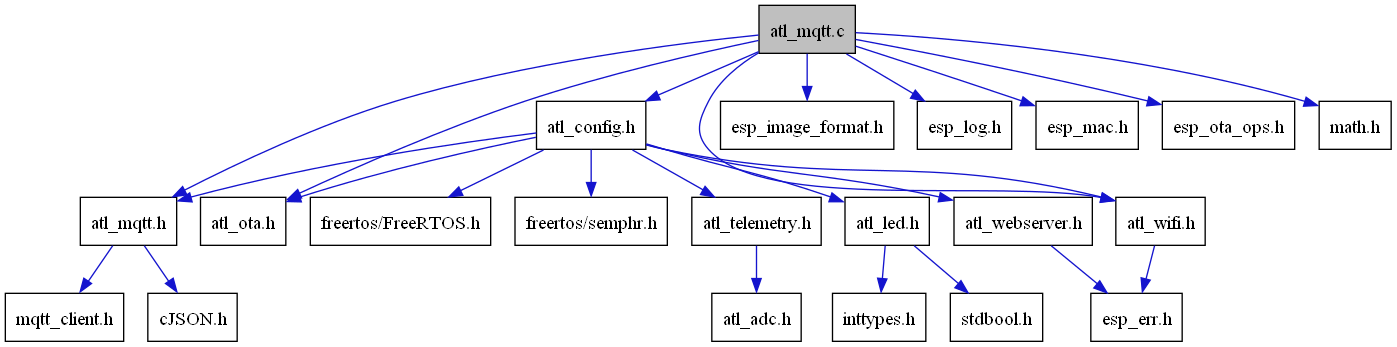 atl_mqtt.c
atl_config.h
esp_image_format.h
esp_log.h
esp_mac.h
esp_ota_ops.h
math.h
atl_mqtt.h
atl_ota.h
freertos/FreeRTOS.h
freertos/semphr.h
atl_telemetry.h
atl_led.h
atl_webserver.h
atl_wifi.h
mqtt_client.h
cJSON.h
atl_adc.h
inttypes.h
stdbool.h
esp_err.h